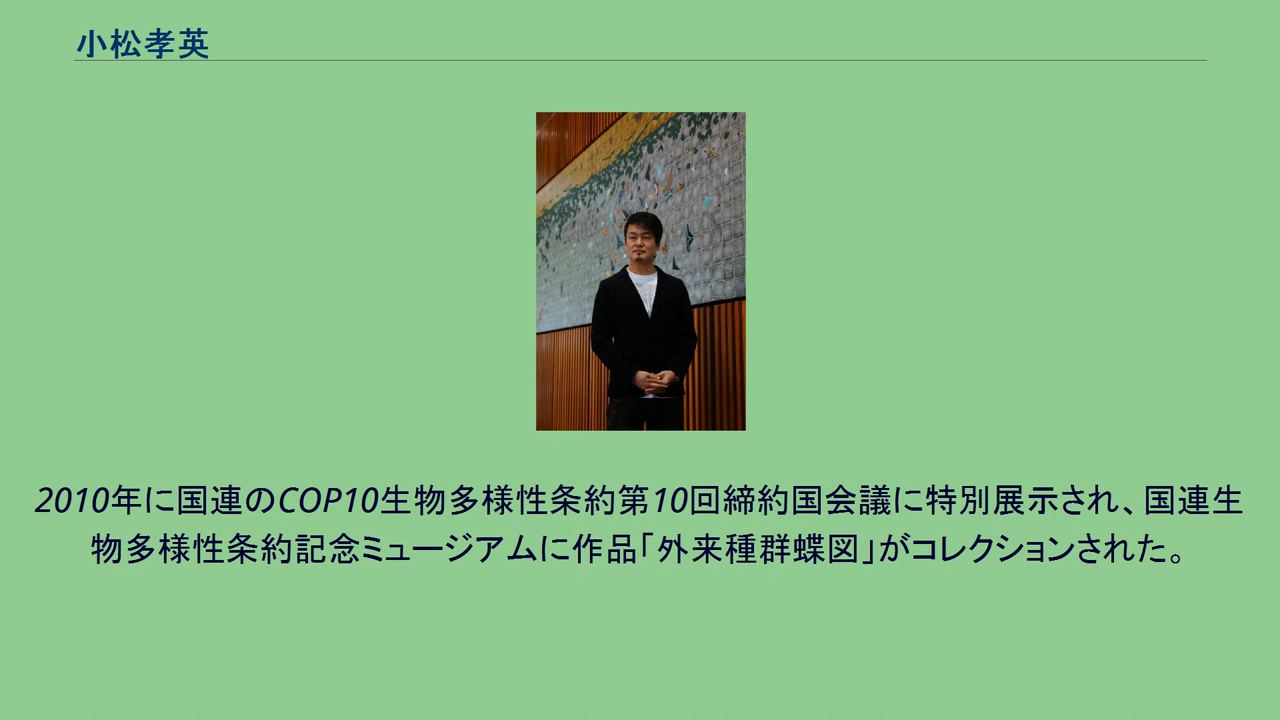 小松孝英
2010年に国連のCOP10生物多様性条約第10回締約国会議に特別展示され、国連生
物多様性条約記念ミュージアムに作品「外来種群蝶図」がコレクションされた。